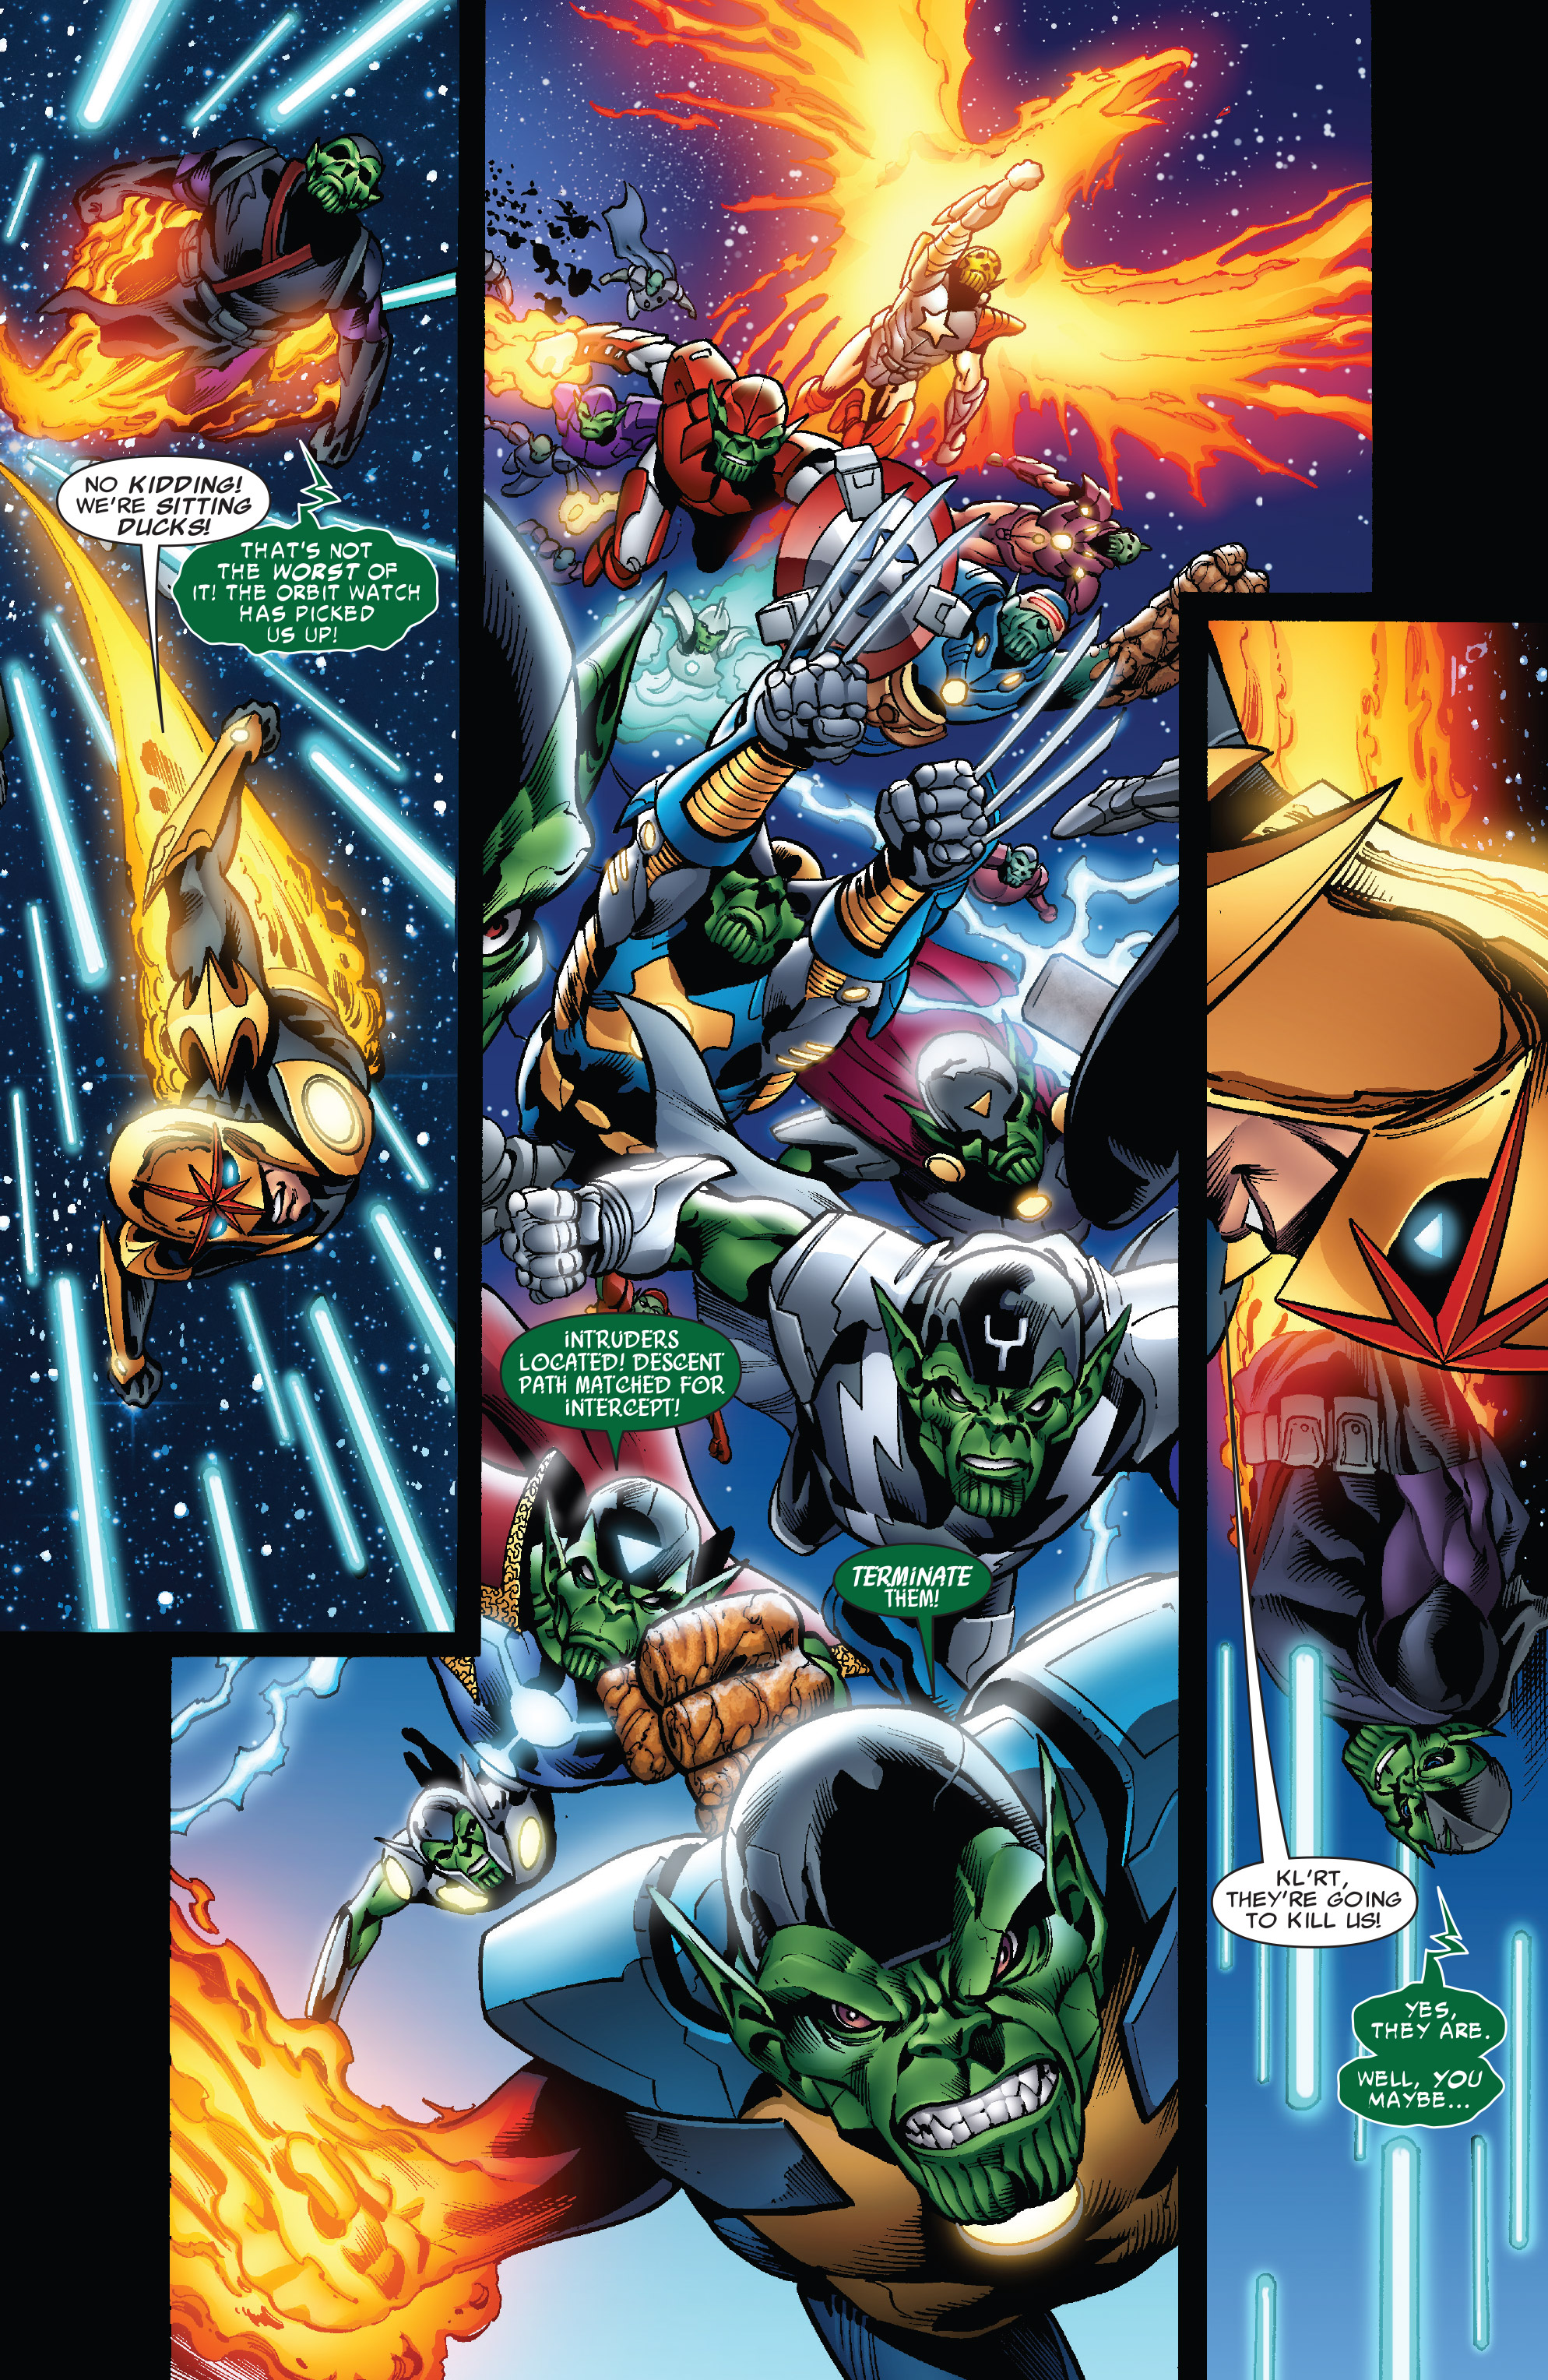 NO KIDDING!
WE'RE SITTING
DUCKS!
THAT'S NOT
THE WORST OF
IT! THE ORBIT WATCH
HAS PICKED
US UP!
INTRUDERS
LOCATED! DESCENT
PATH MATCHED FOR
INTERCEPT!
TERMINATE
THEM!
KL'RT,
THEY'RE GOING
TO KILL US!
YES,
THEY ARE.
WELL, YOU
MAYBE...